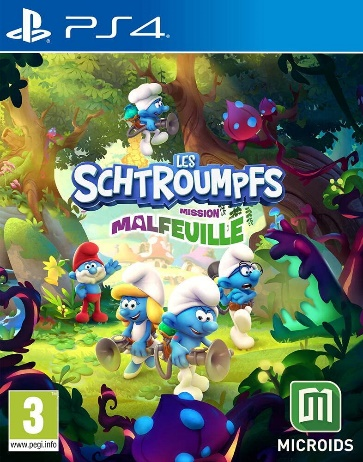 PS4
LES
SCHTROUMPFS
MISSION
MALFEUILLE
3
www.pegi.info
M
MICROIDS